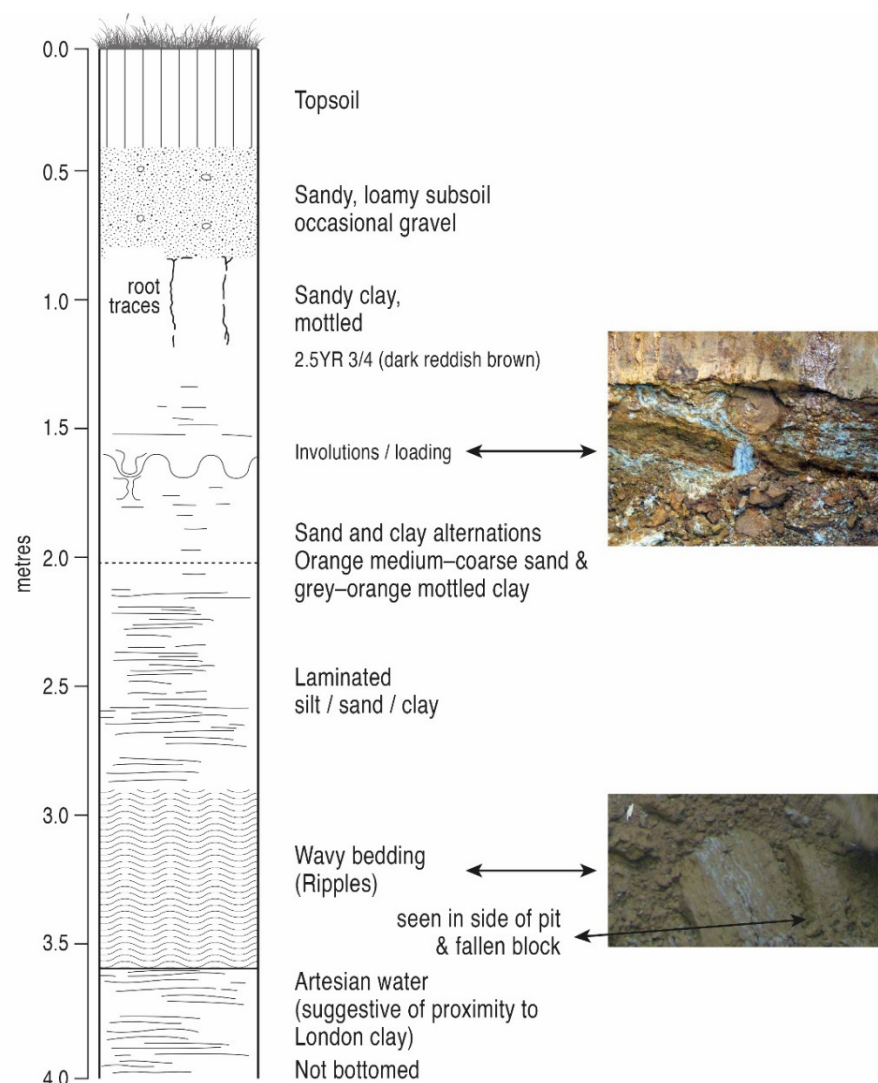 0.0
Topsoil
0.5
Sandy, loamy subsoil
occasional gravel
root
traces
1.0
Sandy clay,
mottled
2.5YR 3/4 (dark reddish brown)
1.5
Involutions / loading
metres
2.0
Sand and clay alternations
Orange medium–coarse sand &
grey–orange mottled clay
2.5
Laminated
silt / sand / clay
3.0
Wavy bedding
(Ripples)
seen in side of pit
& fallen block
3.5
Artesian water
(suggestive of proximity to
London clay)
Not bottomed
4.0